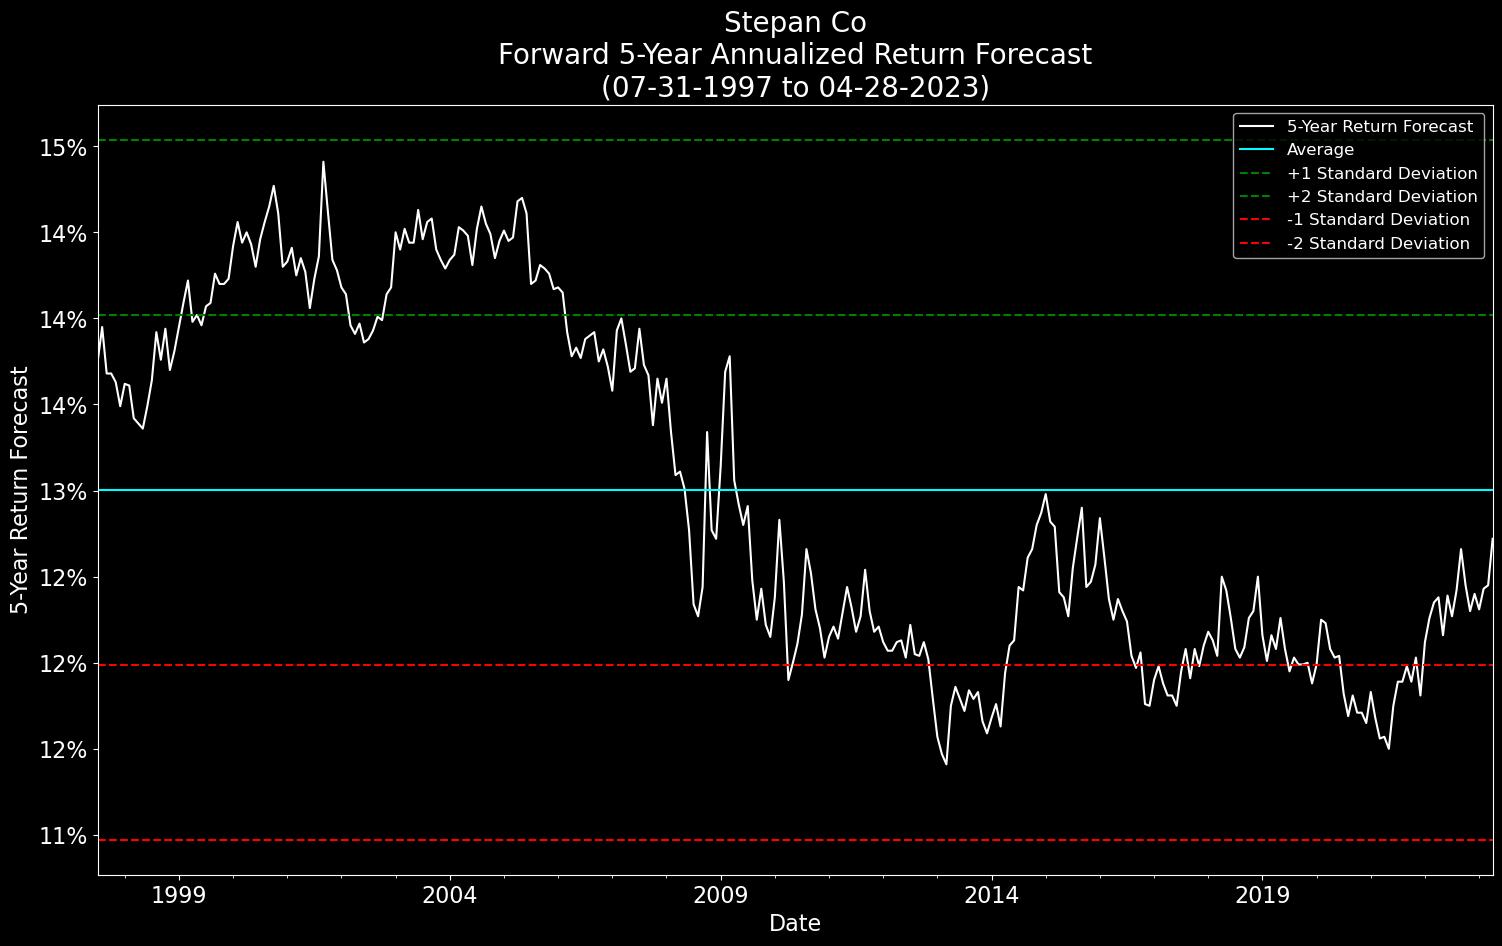 Stepan Co
Forward 5-Year Annualized Return Forecast
(07-31-1997 to 04-28-2023)
5-Year Return Forecast
Average
+1 Standard Deviation
+2 Standard Deviation
-1 Standard Deviation
-2 Standard Deviation
15%
14%
14%
14%
13%
12%
12%
12%
11%
5-Year Return Forecast
1999 2004 2009 2014 2019
Date